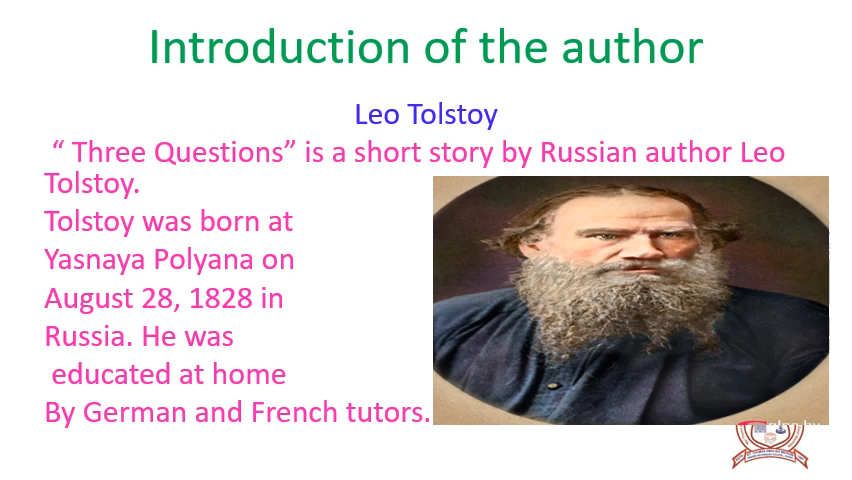 Introduction of the author
Leo Tolstoy
“ Three Questions” is a short story by Russian author Leo
Tolstoy.
Tolstoy was born at
Yasnaya Polyana on
August 28, 1828 in
Russia. He was
educated at home
By German and French tutors.